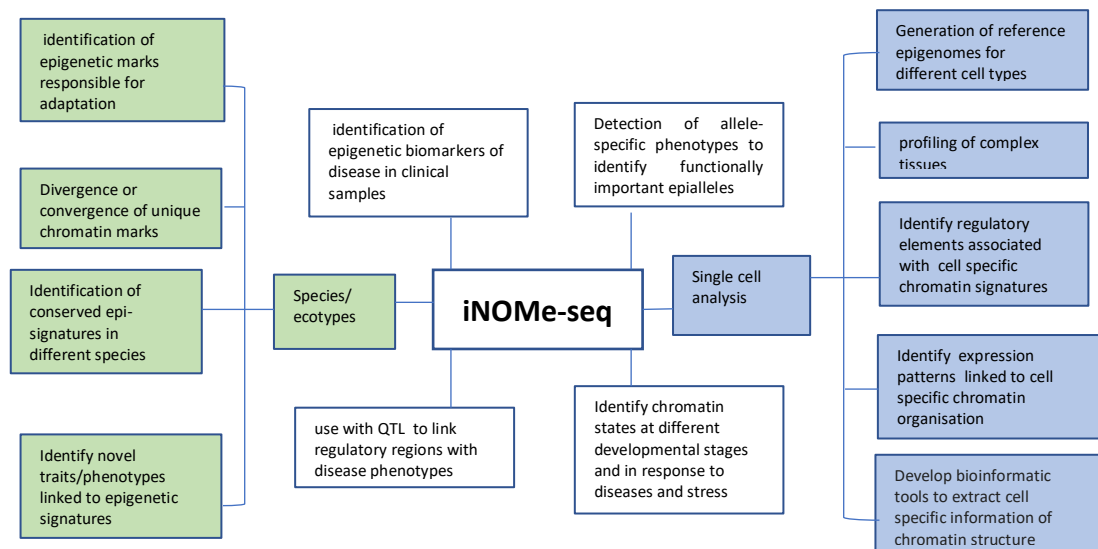 identification of
epigenetic marks
responsible for
adaptation
Divergence or
convergence of unique
chromatin marks
Identification of
conserved epi-
signatures in
different species
Identify novel
traits/phenotypes
linked to epigenetic
signatures
Species/
ecotypes
identification of
epigenetic biomarkers of
disease in clinical
samples
use with QTL to link
regulatory regions with
disease phenotypes
iNOMe-seq
Detection of allele-
specific phenotypes to
identify functionally
important epialleles
Identify chromatin
states at different
developmental stages
and in response to
diseases and stress
Single cell
analysis
Generation of reference
epigenomes for
different cell types
profiling of complex
tissues
Identify regulatory
elements associated
with cell specific
chromatin signatures
Identify expression
patterns linked to cell
specific chromatin
organisation
Develop bioinformatic
tools to extract cell
specific information of
chromatin structure